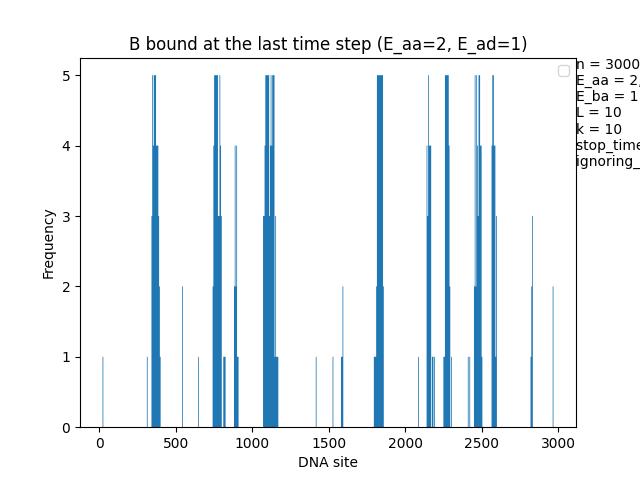 B bound at the last time step (E_aa=2, E_ad=1)
n = 3000
E_aa = 2,
E_ba = 1
L = 10
k = 10
stop_time
ignoring_
5
4
3
2
1
0
Frequency
0 500 1000 1500 2000 2500 3000
DNA site